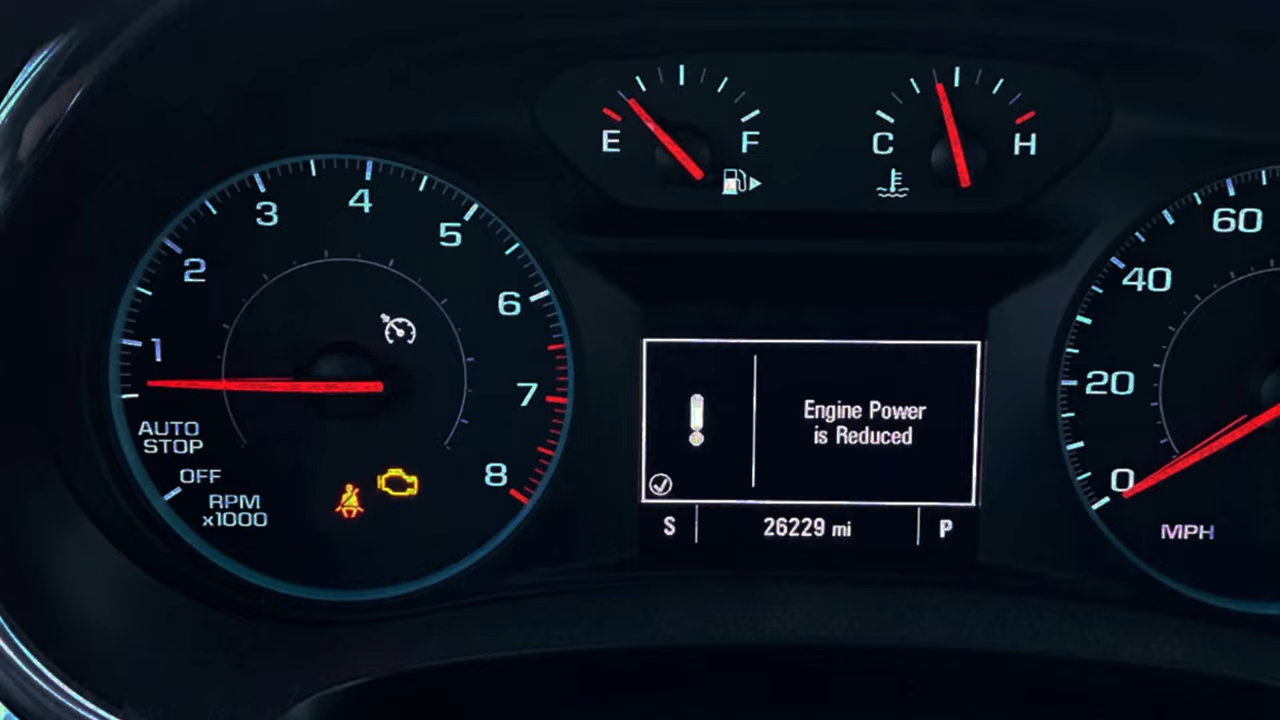 E
F
C
H
1
2
3
4
5
6
7
8
AUTO
STOP
OFF
RPM
x1000
Engine Power
is Reduced
S
26229 mi
P
0
20
40
60
MPH